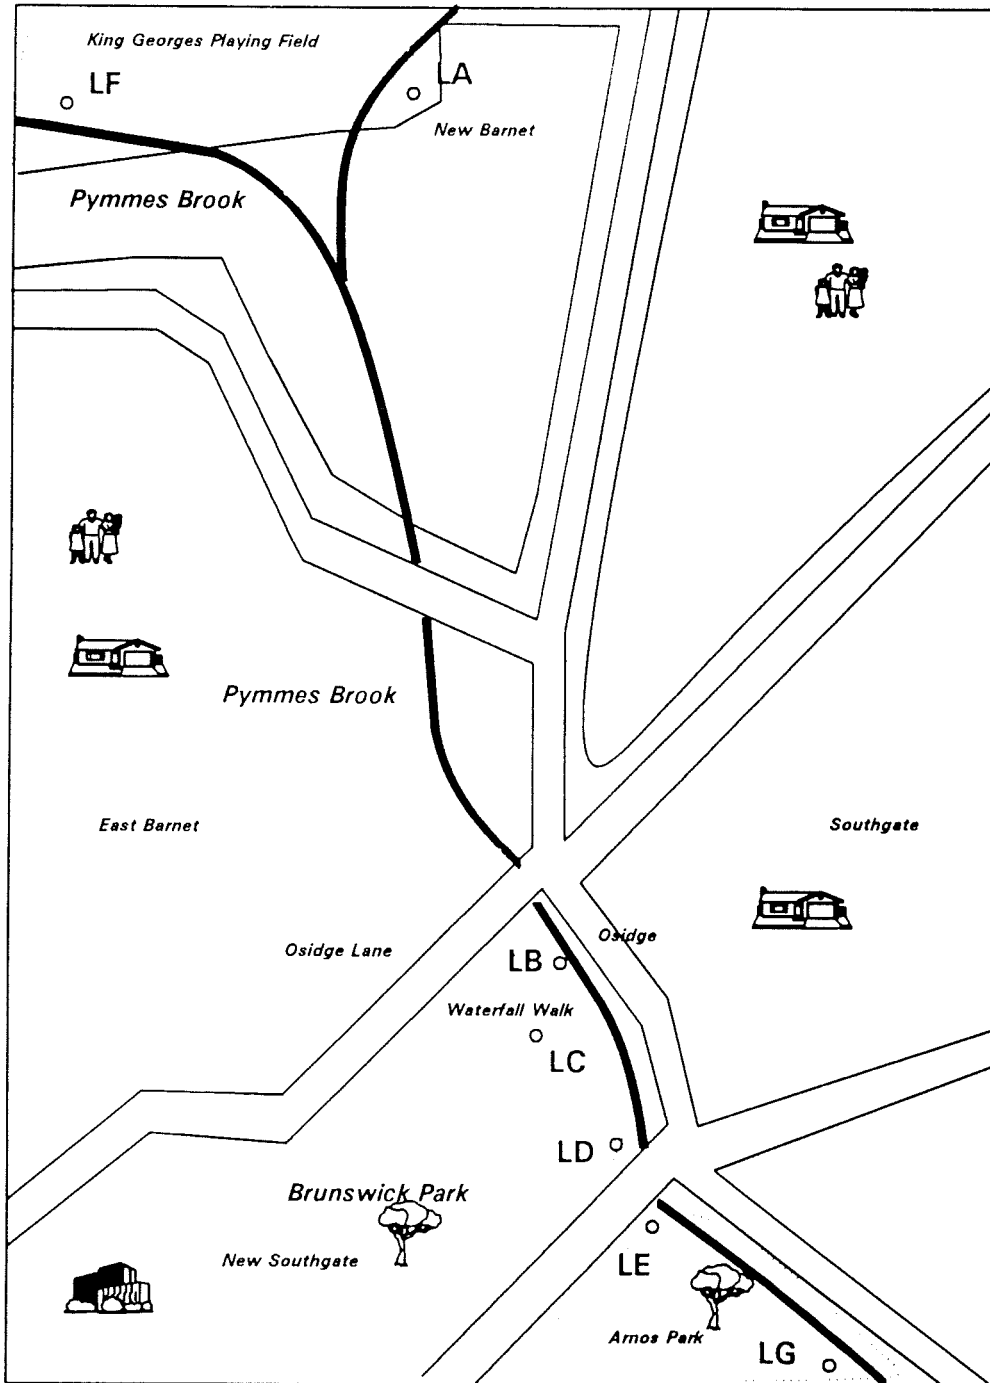 King Georges Playing Field
LF
LA
New Barnet
Pymmes Brook
Pymmes Brook
East Barnet
Southgate
Osidge Lane
Osidge
LB
Waterfall Walk
LC
LD
Brunswick Park
New Southgate
LE
Arnos Park
LG